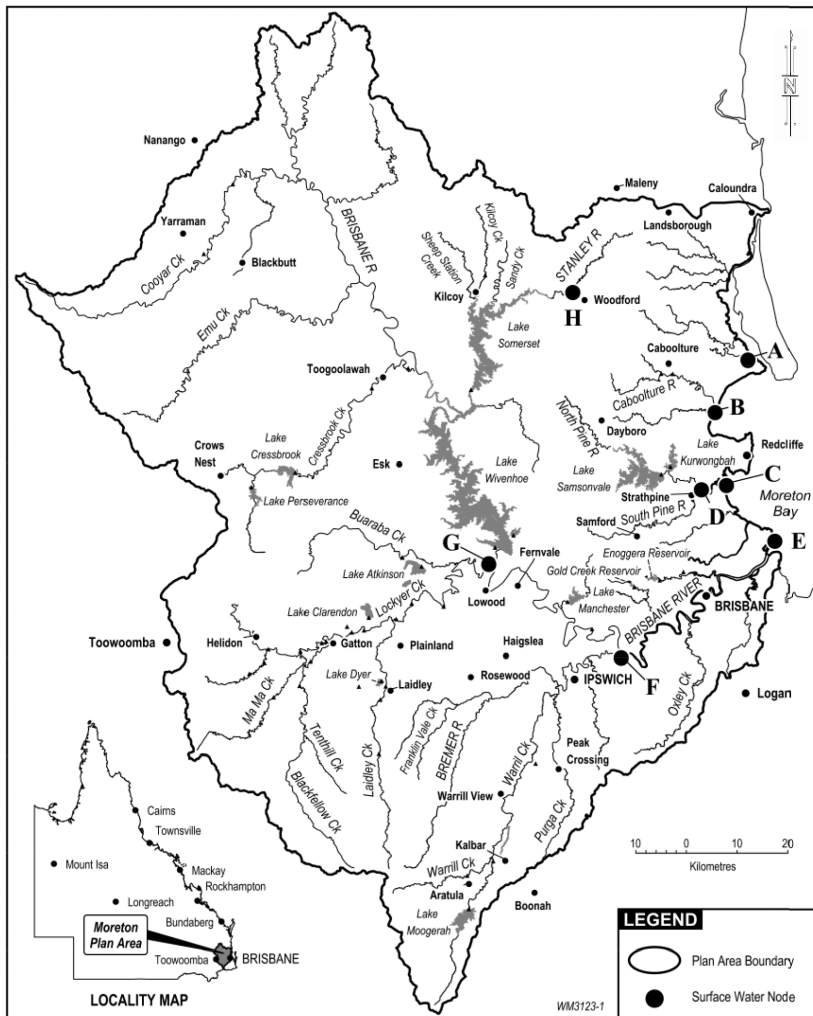 N
Nanango
Maleny
Caloundra
Landsborough
Yarraman
Cooyar Ck
Blackbutt
BRISBANE R
Sheep Station
Creek
Kilcoy Ck
Sandy Ck
STANLEY R
Kilcoy
H
Woodford
Emu Ck
Lake
Somerset
A
Caboolture
Toogoolawah
Caboolture R
B
North Pine R
Dayboro
Cressbrook Ck
Lake
Cressbrook
Crows
Nest
Esk
Lake
Wivenhoe
Lake
Kurwongbah
Redcliffe
Lake
Samsonvale
C
Lake Perseverance
Strathpine
D
Moreton
Bay
South Pine R
Buaraba Ck
Samford
E
G
Fernvale
Enoggera Reservoir
Gold Creek Reservoir
Lake Atkinson
Lockyer Ck
Lowood
Lake
Manchester
BRISBANE RIVER
BRISBANE
Lake Clarendon
Toowoomba
Helidon
Gatton
Plainland
Haigslea
F
Ma Ma Ck
Lake Dyer
Laidley
Rosewood
IPSWICH
Oxley Ck
Logan
Tenthill Ck
Blackfellow Ck
Laidley Ck
Franklin Vale Ck
BREMER R
Warril Ck
Peak
Crossing
Purga Ck
Warrill View
Kalbar
Warrill Ck
Aratula
Boonah
Lake
Moogerah
10 0 10 20
Kilometres
Cairns
Townsville
Mount Isa
Mackay
Rockhampton
Longreach
Bundaberg
Moreton
Plan Area
Toowoomba
BRISBANE
LOCALITY MAP
WM3123-1
LEGEND
Plan Area Boundary
Surface Water Node